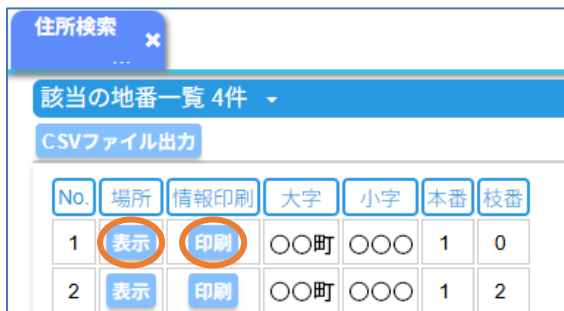 住所検索 ×
...
該当の地番一覧 4件
CSVファイル出力
No. 場所 情報印刷 大字 小字 本番 枝番
1 表示 印刷 〇〇町 〇〇〇 1 0
2 表示 印刷 〇〇町 〇〇〇 1 2